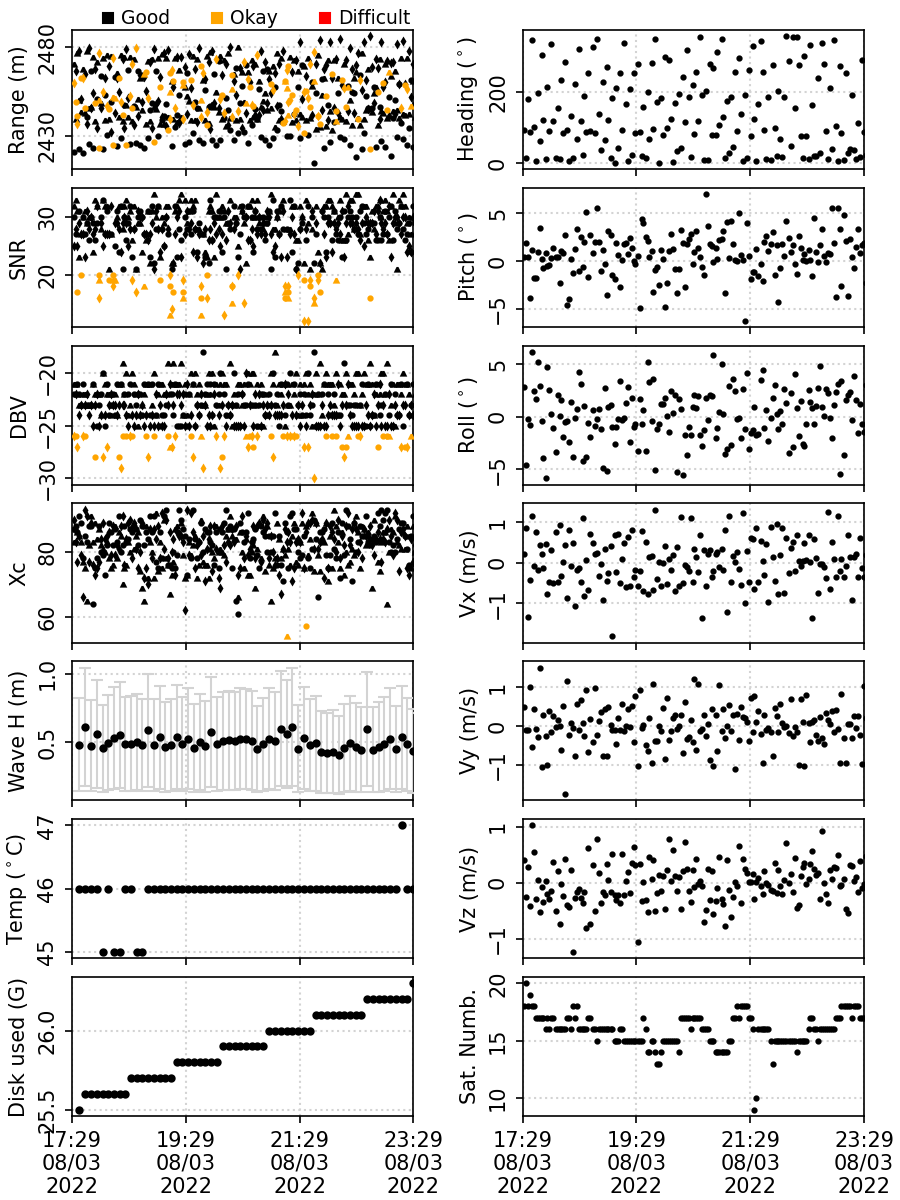 Good Okay Difficult
Range (m)
2480
2430
Heading (°)
200
0
SNR
30
20
Pitch (°)
5
0
−5
DBV
−20
−25
−30
Roll (°)
5
0
−5
Xc
80
60
Vx (m/s)
1
0
−1
Wave H (m)
1.0
0.5
Vy (m/s)
1
0
−1
Temp (°C)
47
46
45
Vz (m/s)
1
0
−1
Disk used (G)
26.0
25.5
Sat. Numb.
20
15
10
17:29 19:29 21:29 23:29 17:29 19:29 21:29 23:29
08/03 08/03 08/03 08/03 08/03 08/03 08/03 08/03
2022 2022 2022 2022 2022 2022 2022 2022